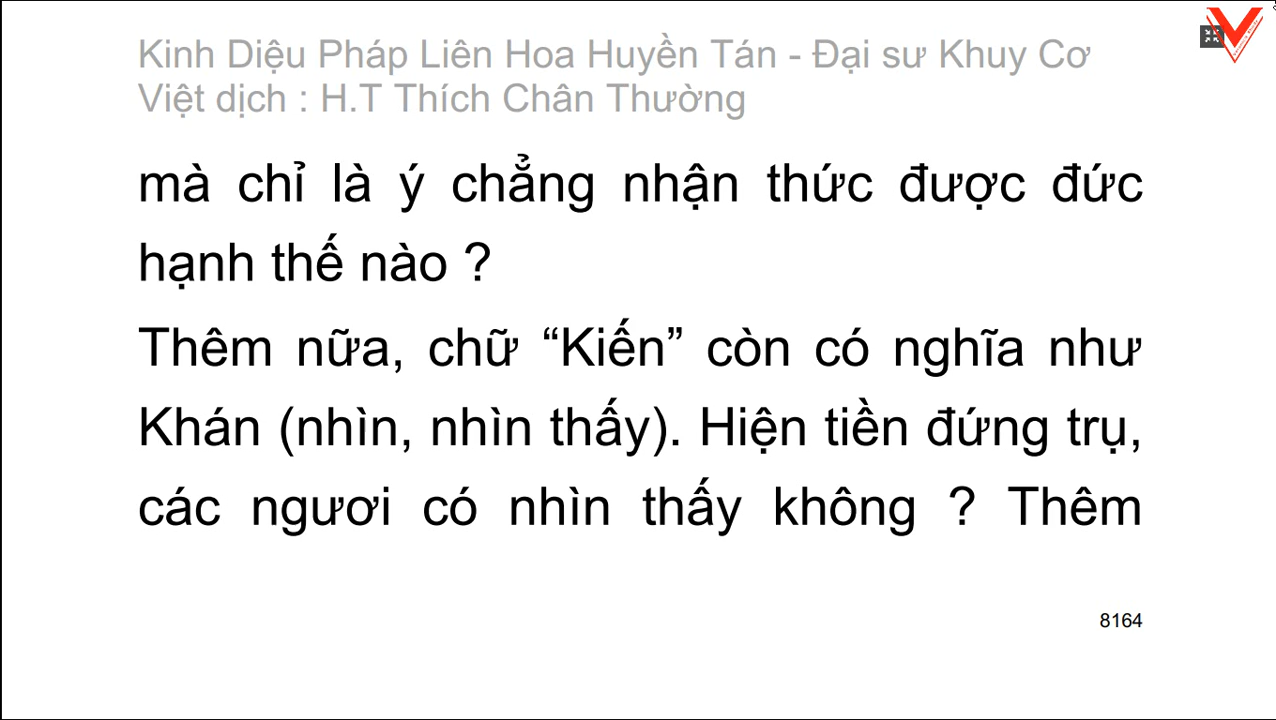 Kinh Diệu Pháp Liên Hoa Huyền Tán - Đại sư Khuy Cơ
Việt dịch : H.T Thích Chân Thường
mà chỉ là ý chẳng nhận thức được đức
hạnh thế nào ?
Thêm nữa, chữ “Kiến” còn có nghĩa như
Khán (nhìn, nhìn thấy). Hiện tiền đứng trụ,
các ngươi có nhìn thấy không ? Thêm
8164